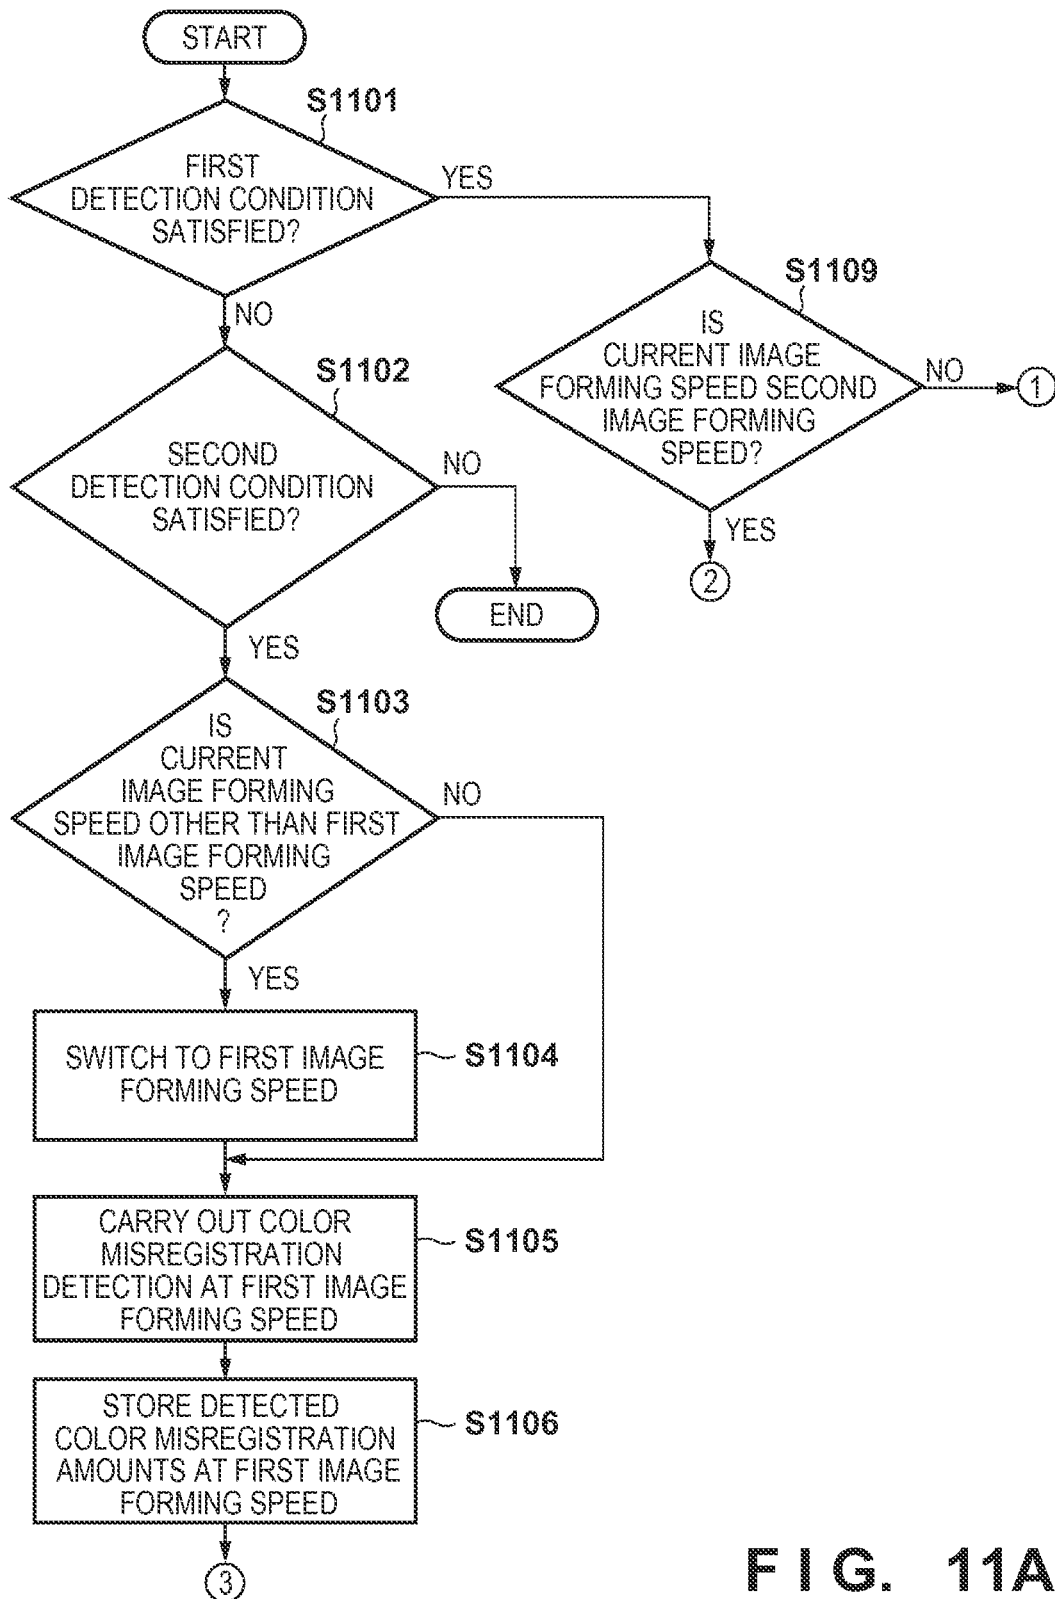 START
S1101
FIRST
DETECTION CONDITION
SATISFIED?
YES
NO
S1109
IS
CURRENT IMAGE
FORMING SPEED SECOND
IMAGE FORMING
SPEED?
NO
1
YES
2
S1102
SECOND
DETECTION CONDITION
SATISFIED?
NO
END
YES
S1103
IS
CURRENT
IMAGE FORMING
SPEED OTHER THAN FIRST
IMAGE FORMING
SPEED
?
NO
YES
SWITCH TO FIRST IMAGE
FORMING SPEED
S1104
CARRY OUT COLOR
MISREGISTRATION
DETECTION AT FIRST IMAGE
FORMING SPEED
S1105
STORE DETECTED
COLOR MISREGISTRATION
AMOUNTS AT FIRST IMAGE
FORMING SPEED
S1106
3
FIG. 11A